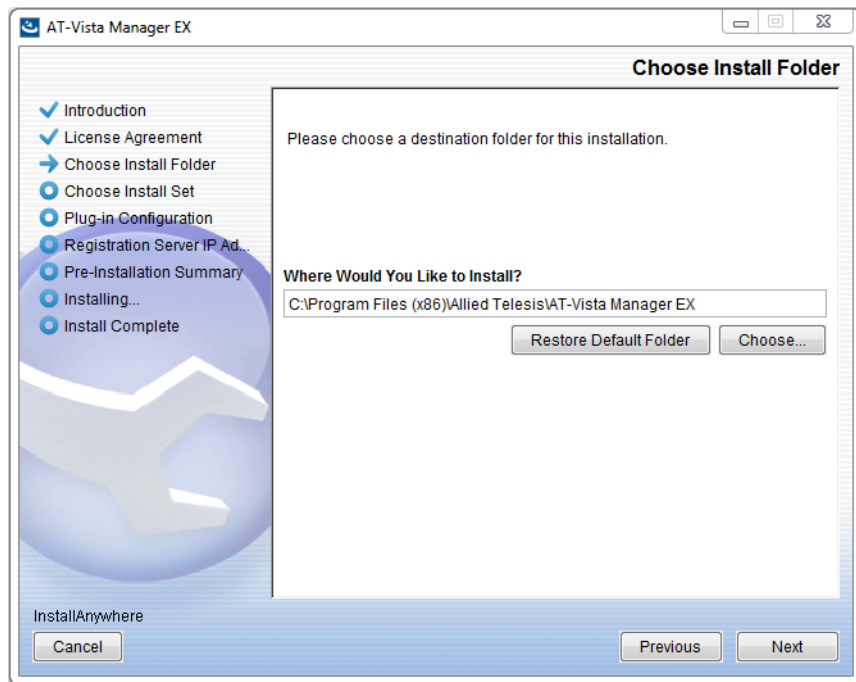 AT-Vista Manager EX
Choose Install Folder
Introduction
License Agreement
Choose Install Folder
Choose Install Set
Plug-in Configuration
Registration Server IP Ad...
Pre-Installation Summary
Installing...
Install Complete
Please choose a destination folder for this installation.
Where Would You Like to Install?
C:\Program Files (x86)\Allied Telesis\AT-Vista Manager EX
Restore Default Folder
Choose...
InstallAnywhere
Cancel
Previous
Next